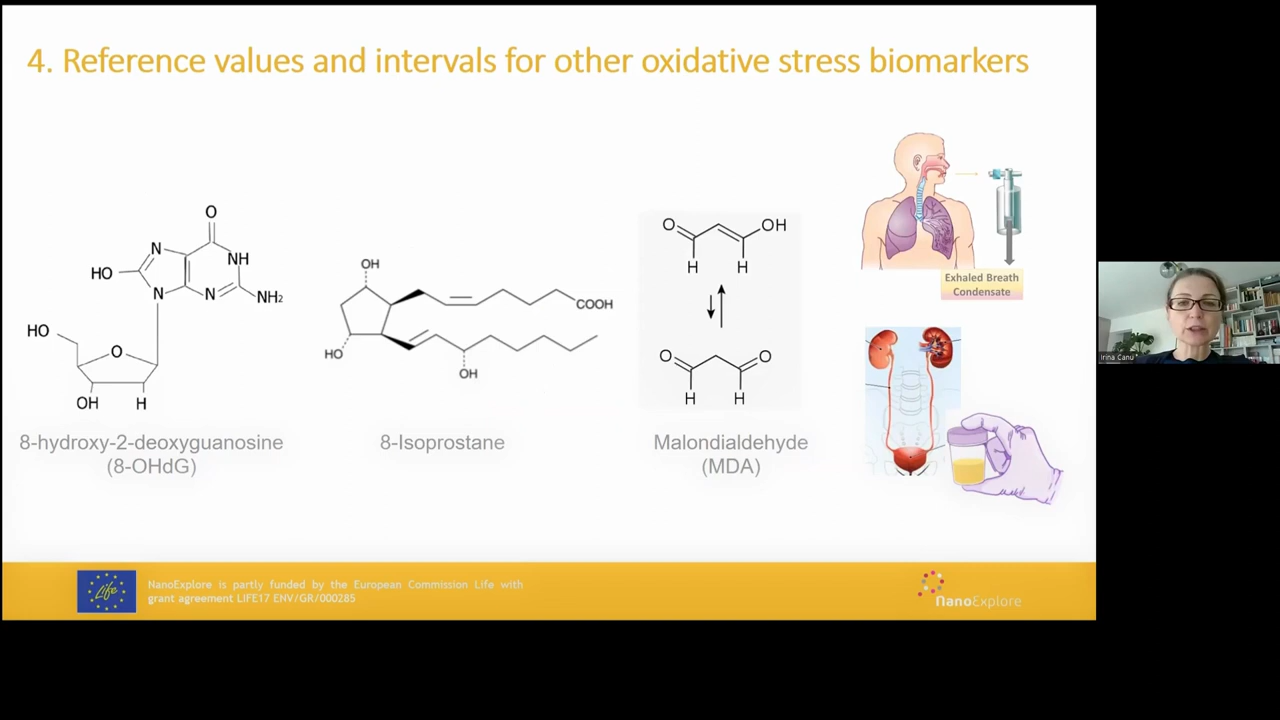 4. Reference values and intervals for other oxidative stress biomarkers
O
N
NH
HO
N
N
NH₂
HO
O
OH
H
8-hydroxy-2-deoxyguanosine
(8-OHdG)
OH
COOH
HO
OH
8-Isoprostane
O
OH
H
H
O
O
H
H
Malondialdehyde
(MDA)
Exhaled Breath
Condensate
Irina Canu
Life
NanoExplore is partly funded by the European Commission Life with
grant agreement LIFE17 ENV/GR/000285
NanoExplore